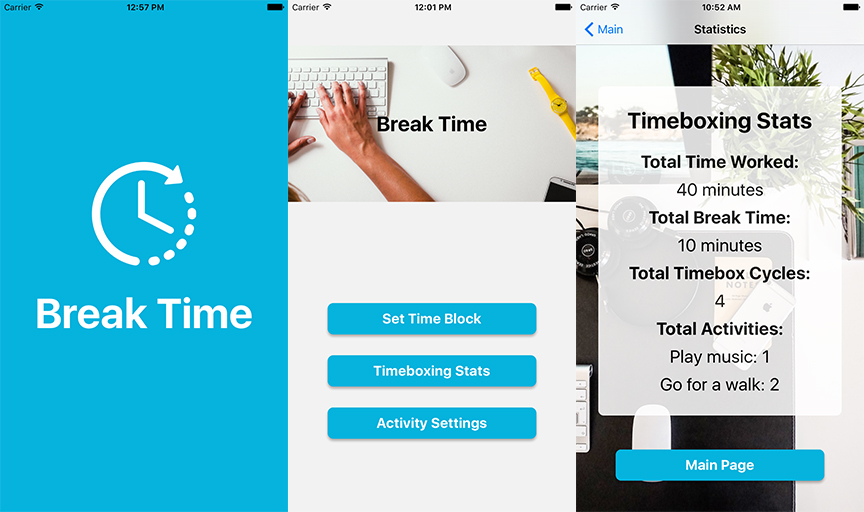 Carrier 12:57 PM
Break Time
Carrier 12:01 PM
Break Time
Set Time Block
Timeboxing Stats
Activity Settings
Carrier 10:52 AM
Main Statistics
Timeboxing Stats
Total Time Worked:
40 minutes
Total Break Time:
10 minutes
Total Timebox Cycles:
4
Total Activities:
Play music: 1
Go for a walk: 2
NOTES
iPhone
Main Page